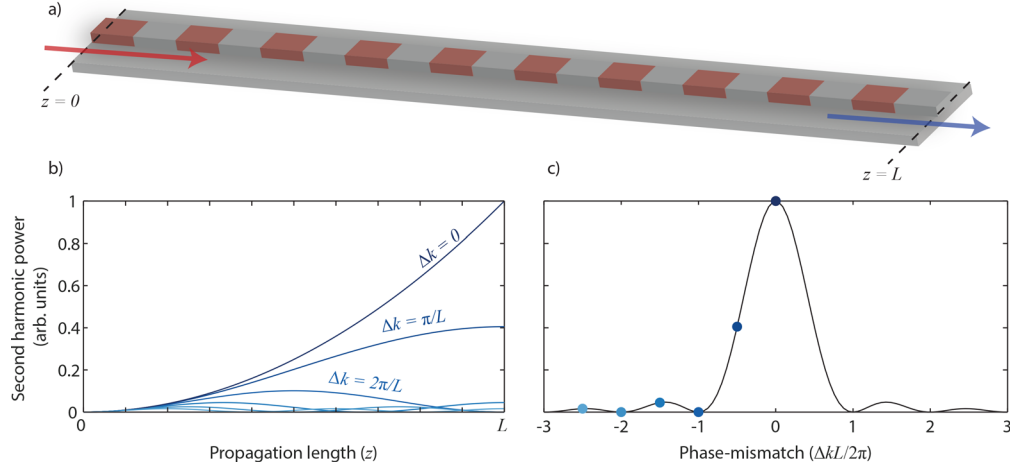 a)
z = 0
z = L
b)
Second harmonic power
(arb. units)
1
0.8
0.6
0.4
0.2
0
Δk = 0
Δk = π/L
Δk = 2π/L
0
L
Propagation length (z)
c)
-3
-2
-1
0
1
2
3
Phase-mismatch (ΔkL/2π)